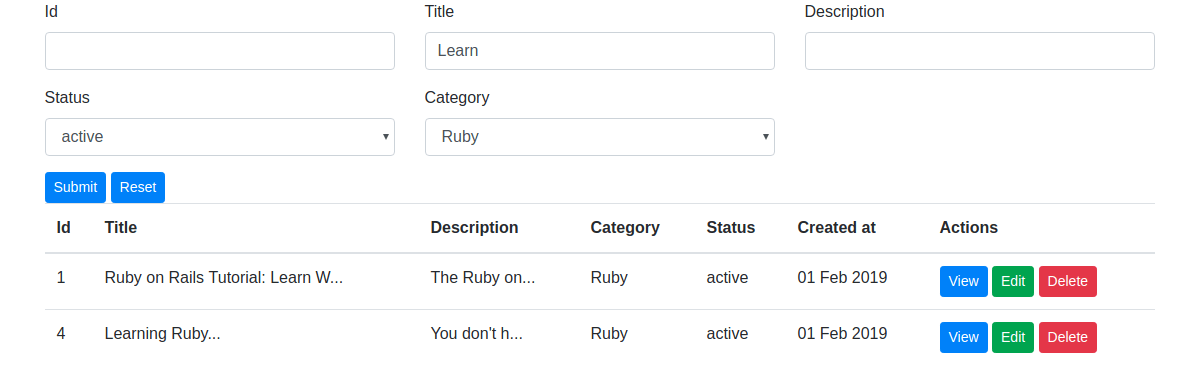 Id Title Description
Learn
Status Category
active Ruby
Submit Reset
Id Title Description Category Status Created at Actions
1 Ruby on Rails Tutorial: Learn W... The Ruby on... Ruby active 01 Feb 2019 View Edit Delete
4 Learning Ruby... You don't h... Ruby active 01 Feb 2019 View Edit Delete